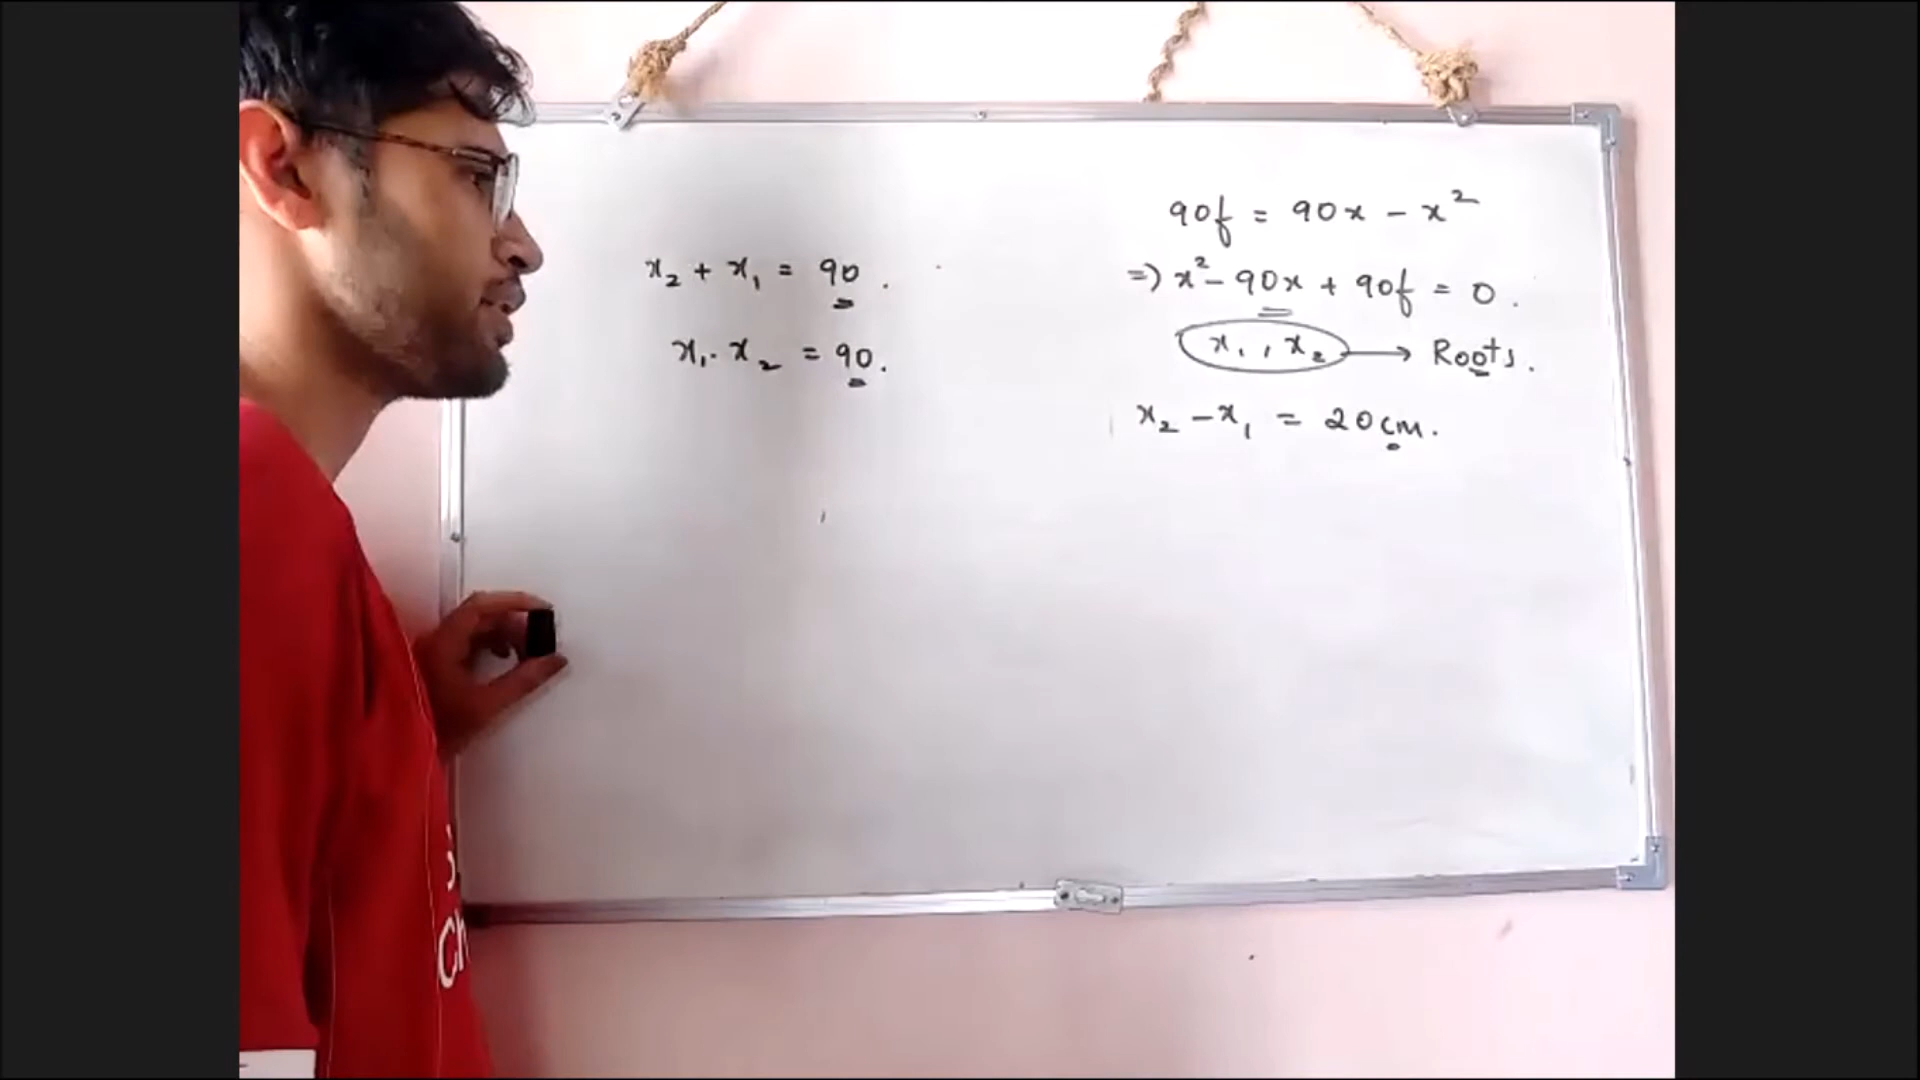 x₂ + x₁ = 90.
x₁. x₂ = 90.
90f = 90x - x²
=) x² - 90x + 90f = 0.
x₁, x₂ → Roots.
x₂ - x₁ = 20cm.